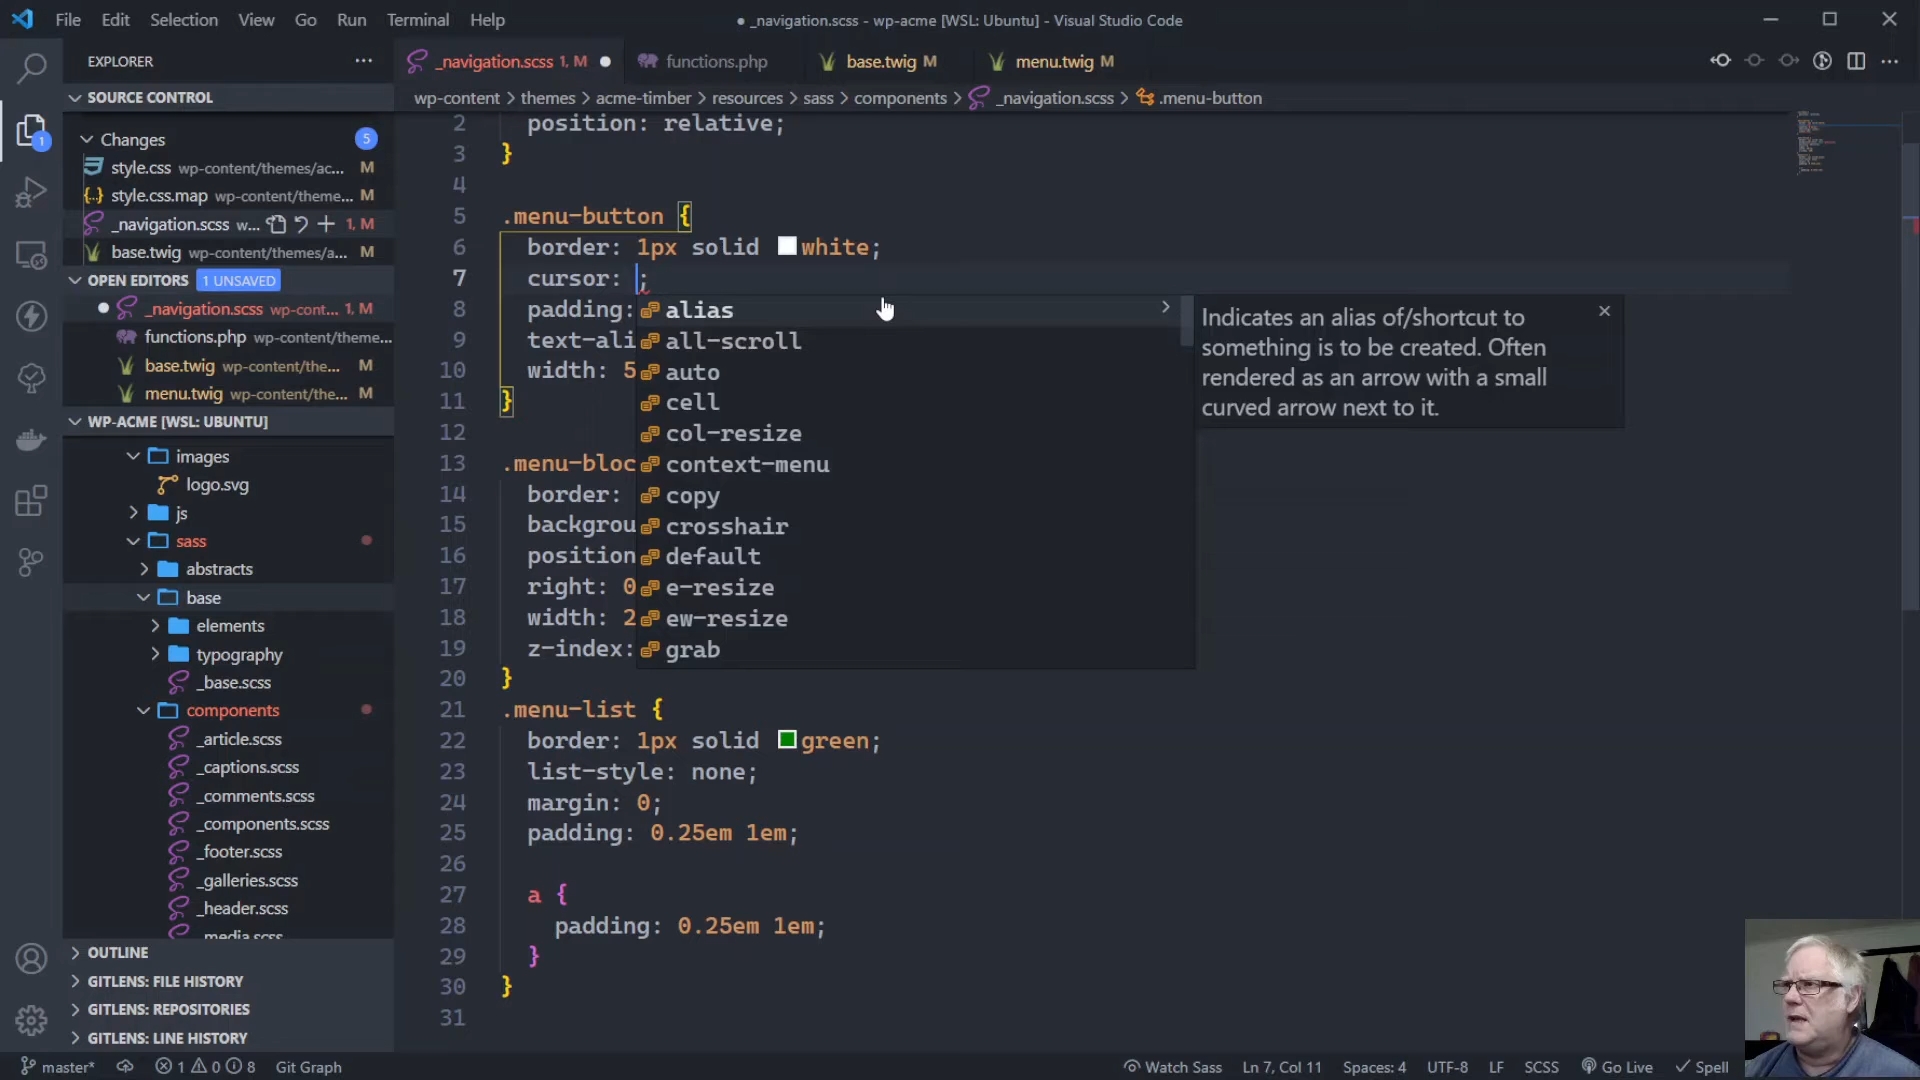 File Edit Selection View Go Run Terminal Help
● _navigation.scss - wp-acme [WSL: Ubuntu] - Visual Studio Code
EXPLORER
_navigation.scss 1, M
functions.php
base.twig M
menu.twig M
SOURCE CONTROL
wp-content > themes > acme-timber > resources > sass > components > _navigation.scss > .menu-button
Changes 5
style.css wp-content/themes/ac... M
style.css.map wp-content/theme... M
_navigation.scss w... 1, M
base.twig wp-content/themes/a... M
OPEN EDITORS 1 UNSAVED
_navigation.scss wp-cont... 1, M
functions.php wp-content/theme...
base.twig wp-content/the... M
menu.twig wp-content/the... M
WP-ACME [WSL: UBUNTU]
images
logo.svg
js
sass
abstracts
base
elements
typography
_base.scss
components
_article.scss
_captions.scss
_comments.scss
_components.scss
_footer.scss
_galleries.scss
_header.scss
_media.scss
OUTLINE
GITLENS: FILE HISTORY
GITLENS: REPOSITORIES
GITLENS: LINE HISTORY
1
2 position: relative;
3 }
4
5 .menu-button {
6 border: 1px solid white;
7 cursor: ;
8 padding:
9 text-ali
10 width: 5
11 }
12
13 .menu-bloc
14 border:
15 backgrou
16 position
17 right: 0
18 width: 2
19 z-index:
20 }
21 .menu-list {
22 border: 1px solid green;
23 list-style: none;
24 margin: 0;
25 padding: 0.25em 1em;
26
27 a {
28 padding: 0.25em 1em;
29 }
30 }
31
alias
all-scroll
auto
cell
col-resize
context-menu
copy
crosshair
default
e-resize
ew-resize
grab
Indicates an alias of/shortcut to
something is to be created. Often
rendered as an arrow with a small
curved arrow next to it.
master* 1 0 8 Git Graph
Watch Sass Ln 7, Col 11 Spaces: 4 UTF-8 LF SCSS Go Live Spell